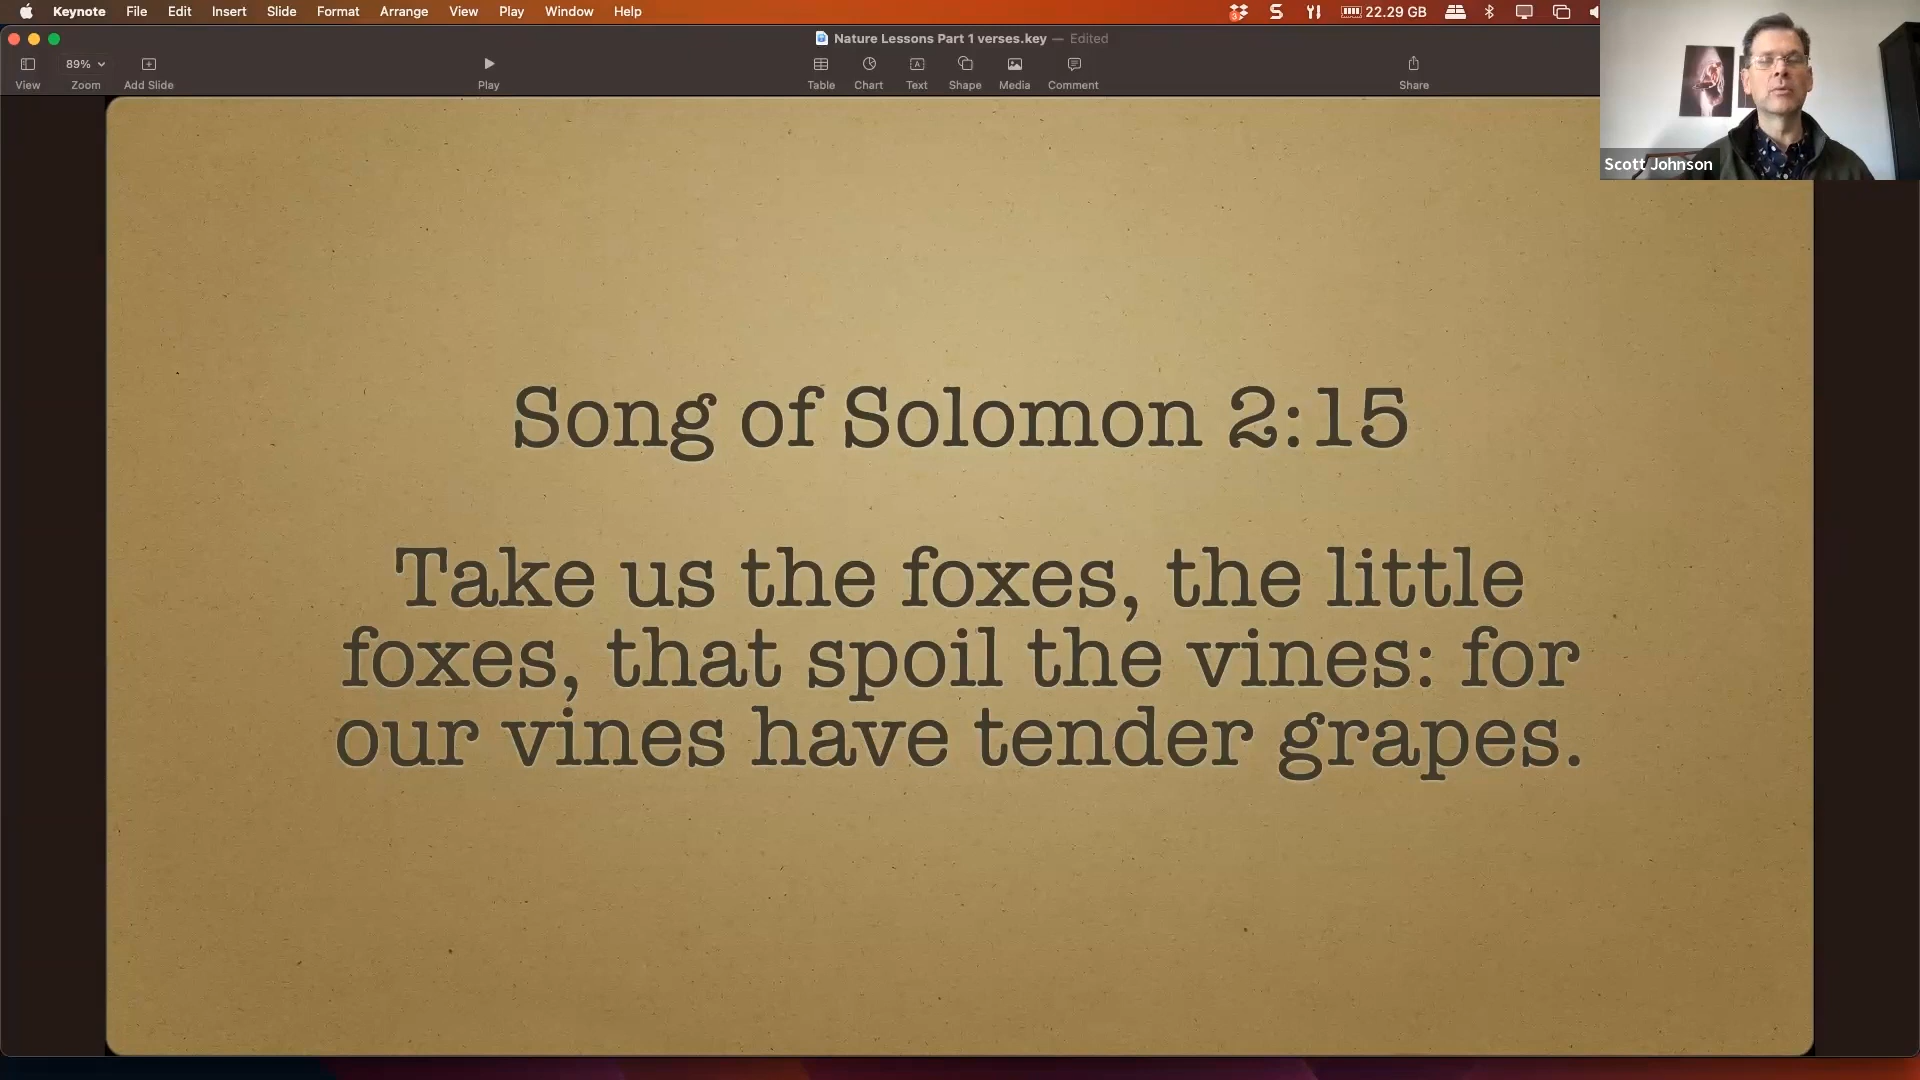 Keynote File Edit Insert Slide Format Arrange View Play Window Help 22.29 GB
Nature Lessons Part 1 verses.key — Edited
89%
View Zoom Add Slide Play Table Chart Text Shape Media Comment Share
Scott Johnson
Song of Solomon 2:15
Take us the foxes, the little
foxes, that spoil the vines: for
our vines have tender grapes.